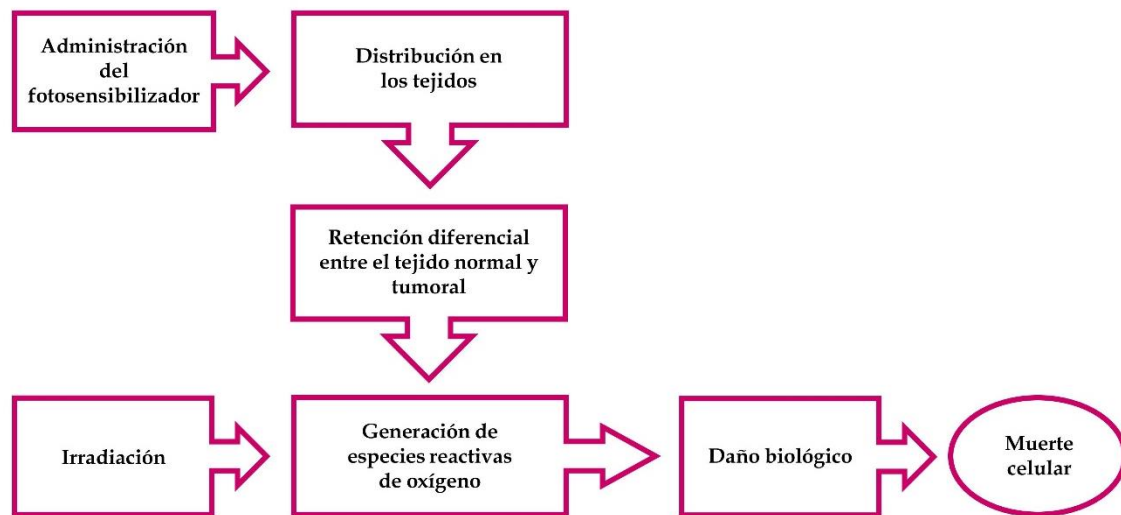 Administración
del
fotosensibilizador
Distribución en
los tejidos
Retención diferencial
entre el tejido normal y
tumoral
Irradiación
Generación de
especies reactivas
de oxígeno
Daño biológico
Muerte
celular